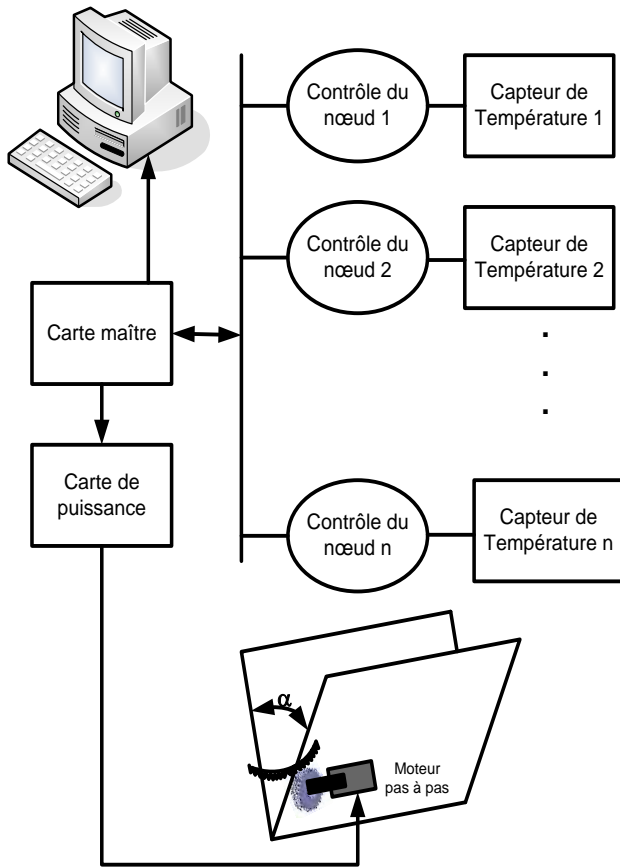 Contrôle du
nœud 1
Capteur de
Température 1
Contrôle du
nœud 2
Capteur de
Température 2
Carte maître
Carte de
puissance
Contrôle du
nœud n
Capteur de
Température n
α
Moteur
pas à pas